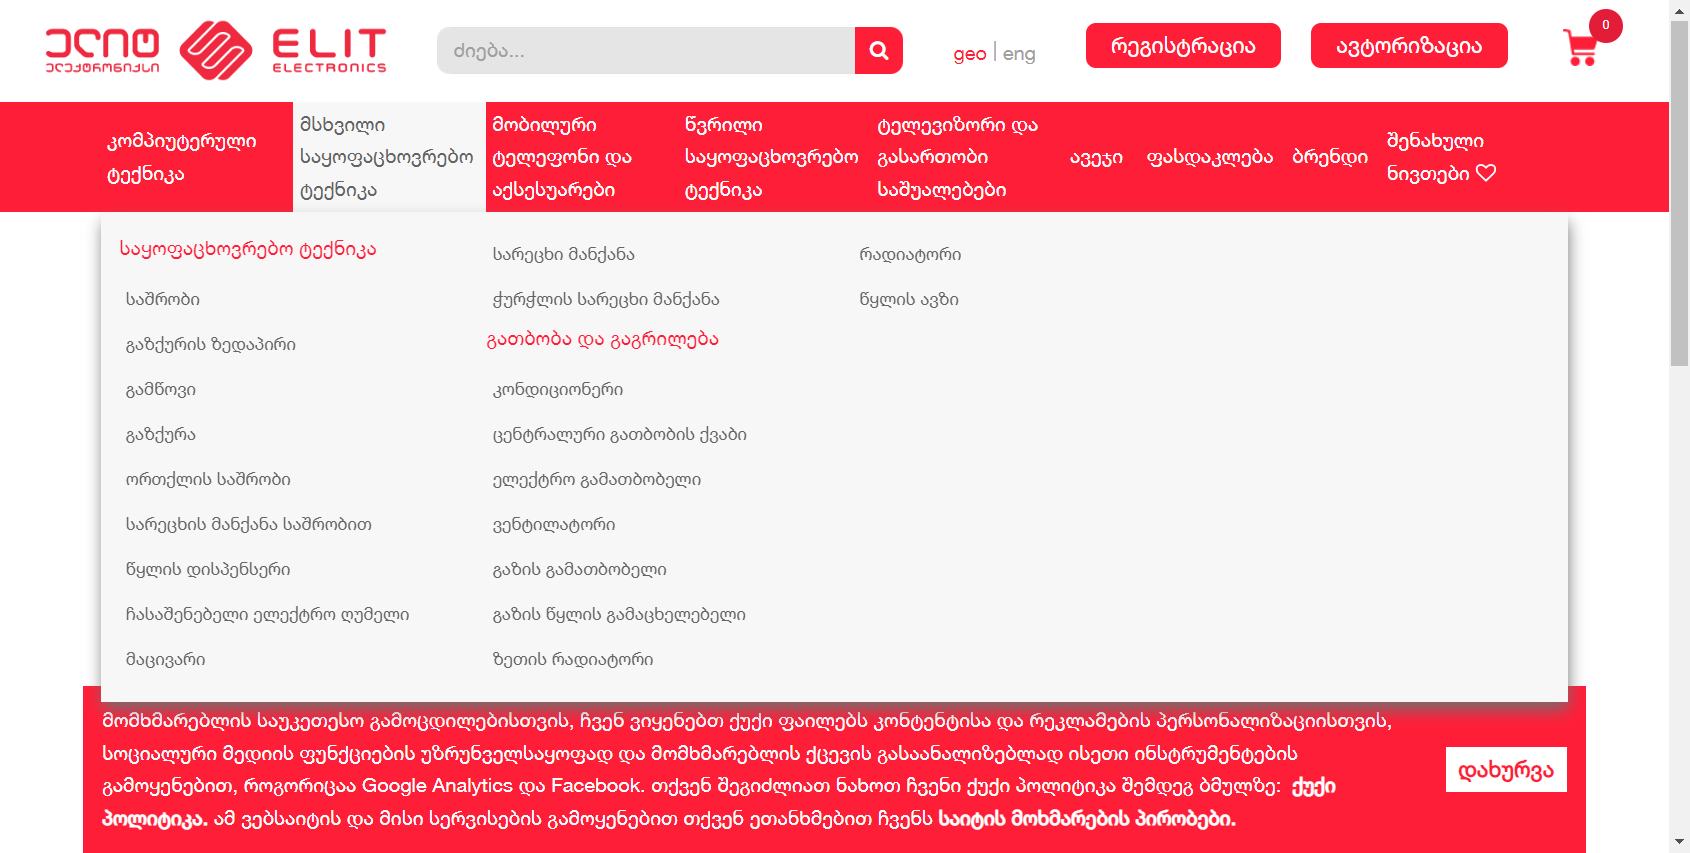 ელიტ
ელექტრონიქსი
ELIT
ELECTRONICS
ძიება...
geo | eng
რეგისტრაცია
ავტორიზაცია
0
კომპიუტერული
ტექნიკა
მსხვილი
საყოფაცხოვრებო
ტექნიკა
მობილური
ტელეფონი და
აქსესუარები
წვრილი
საყოფაცხოვრებო
ტექნიკა
ტელევიზორი და
გასართობი
საშუალებები
ავეჯი
ფასდაკლება
ბრენდი
შენახული
ნივთები
საყოფაცხოვრებო ტექნიკა
საშრობი
გაზქურის ზედაპირი
გამწოვი
გაზქურა
ორთქლის საშრობი
სარეცხის მანქანა საშრობით
წყლის დისპენსერი
ჩასაშენებელი ელექტრო ღუმელი
მაცივარი
სარეცხი მანქანა
ჭურჭლის სარეცხი მანქანა
გათბობა და გაგრილება
კონდიციონერი
ცენტრალური გათბობის ქვაბი
ელექტრო გამათბობელი
ვენტილატორი
გაზის გამათბობელი
გაზის წყლის გამაცხელებელი
ზეთის რადიატორი
რადიატორი
წყლის ავზი
მომხმარებლის საუკეთესო გამოცდილებისთვის, ჩვენ ვიყენებთ ქუქი ფაილებს კონტენტისა და რეკლამების პერსონალიზაციისთვის,
სოციალური მედიის ფუნქციების უზრუნველსაყოფად და მომხმარებლის ქცევის გასაანალიზებლად ისეთი ინსტრუმენტების
გამოყენებით, როგორიცაა Google Analytics და Facebook. თქვენ შეგიძლიათ ნახოთ ჩვენი ქუქი პოლიტიკა შემდეგ ბმულზე: ქუქი
პოლიტიკა. ამ ვებსაიტის და მისი სერვისების გამოყენებით თქვენ ეთანხმებით ჩვენს საიტის მოხმარების პირობები.
დახურვა